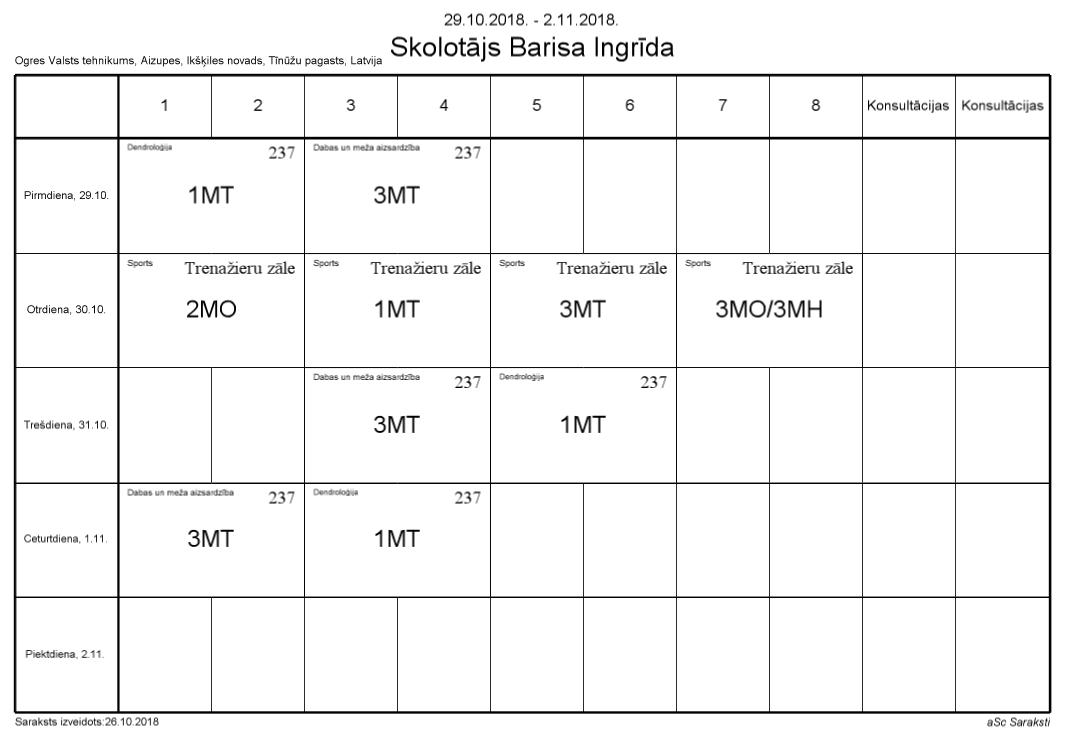 29.10.2018. - 2.11.2018.
Skolotājs Barisa Ingrīda
Ogres Valsts tehnikums, Aizupes, Ikšķiles novads, Tīnūžu pagasts, Latvija
1 2 3 4 5 6 7 8 Konsultācijas Konsultācijas
Pirmdiena, 29.10.
Dendroloģija 237
1MT
Dabas un meža aizsardzība 237
3MT
Otrdiena, 30.10.
Sports Trenažieru zāle
2MO
Sports Trenažieru zāle
1MT
Sports Trenažieru zāle
3MT
Sports Trenažieru zāle
3MO/3MH
Trešdiena, 31.10.
Dabas un meža aizsardzība 237
3MT
Dendroloģija 237
1MT
Ceturtdiena, 1.11.
Dabas un meža aizsardzība 237
3MT
Dendroloģija 237
1MT
Piektdiena, 2.11.
Saraksts izveidots:26.10.2018
aSc Saraksti